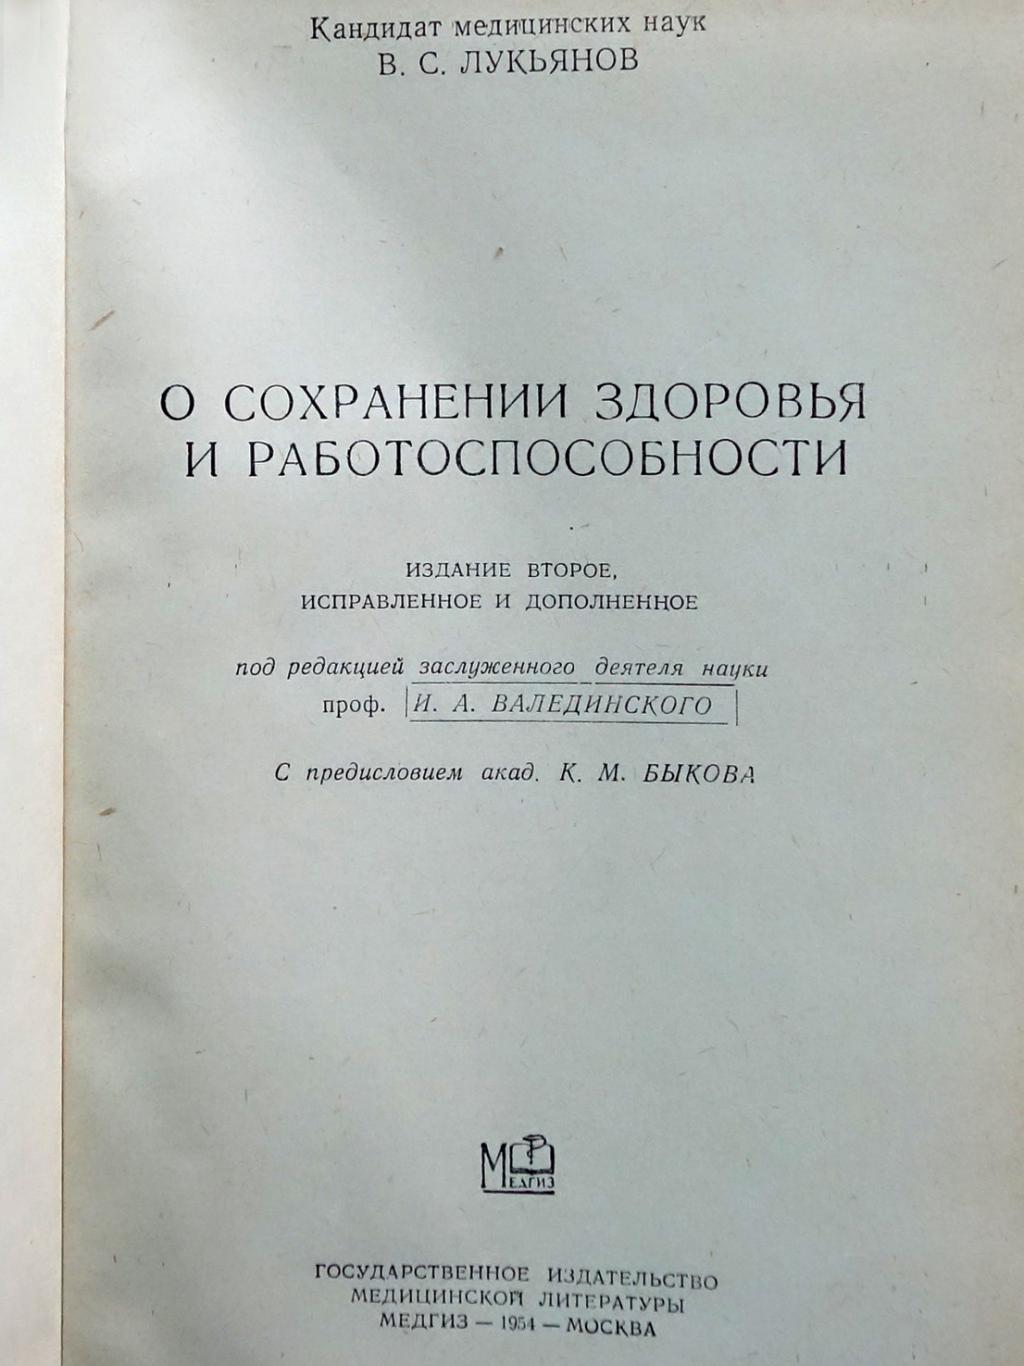 Кандидат медицинских наук
В. С. ЛУКЬЯНОВ
О СОХРАНЕНИИ ЗДОРОВЬЯ
И РАБОТОСПОСОБНОСТИ
ИЗДАНИЕ ВТОРОЕ,
ИСПРАВЛЕННОЕ И ДОПОЛНЕННОЕ
под редакцией заслуженного деятеля науки
проф. И. А. ВАЛЕДИНСКОГО
С предисловием акад. К. М. БЫКОВА
МЕДГИЗ
ГОСУДАРСТВЕННОЕ ИЗДАТЕЛЬСТВО
МЕДИЦИНСКОЙ ЛИТЕРАТУРЫ
МЕДГИЗ — 1954 — МОСКВА